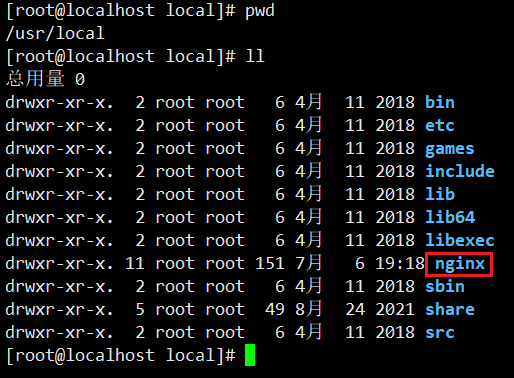 [root@localhost local]# pwd
/usr/local
[root@localhost local]# ll
总用量 0
drwxr-xr-x.  2 root root   6 4月  11 2018 bin
drwxr-xr-x.  2 root root   6 4月  11 2018 etc
drwxr-xr-x.  2 root root   6 4月  11 2018 games
drwxr-xr-x.  2 root root   6 4月  11 2018 include
drwxr-xr-x.  2 root root   6 4月  11 2018 lib
drwxr-xr-x.  2 root root   6 4月  11 2018 lib64
drwxr-xr-x.  2 root root   6 4月  11 2018 libexec
drwxr-xr-x. 11 root root 151 7月   6 19:18 nginx
drwxr-xr-x.  2 root root   6 4月  11 2018 sbin
drwxr-xr-x.  5 root root  49 8月  24 2021 share
drwxr-xr-x.  2 root root   6 4月  11 2018 src
[root@localhost local]#